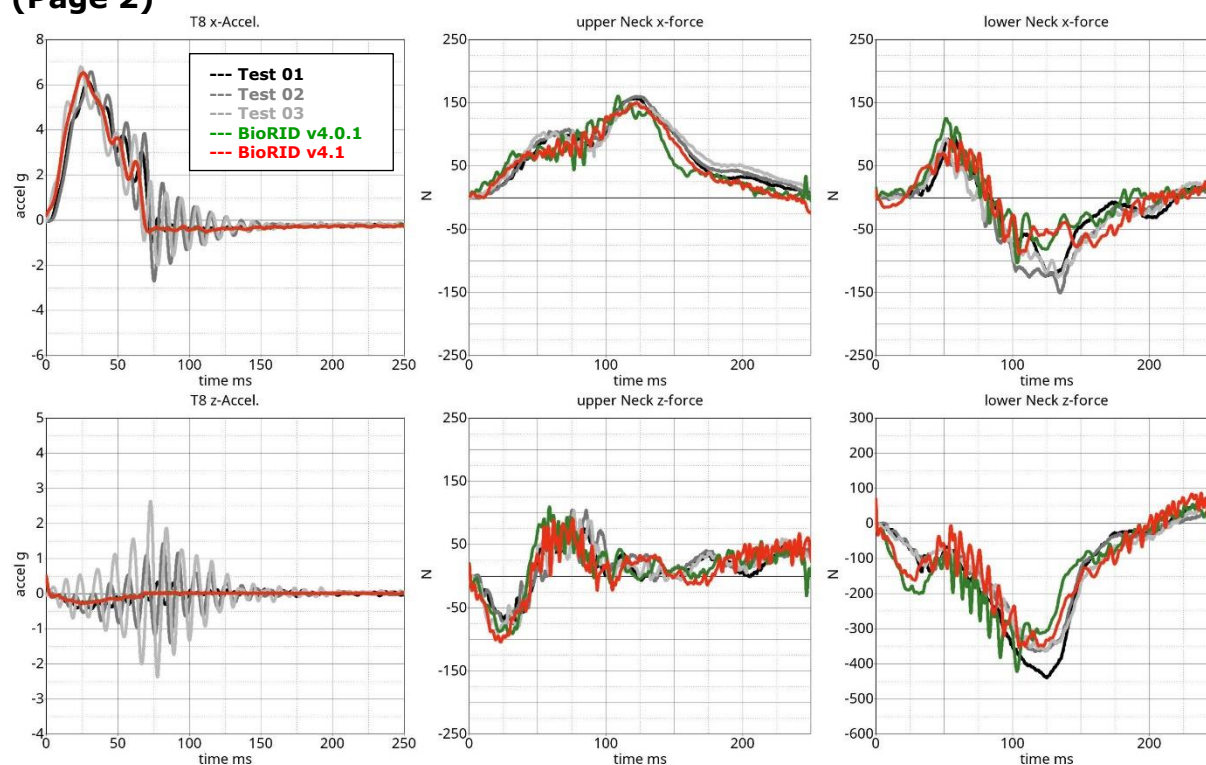 (Page 2)
T8 x-Accel.
8
6
4
2
0
-2
-4
-6
accel g
0 50 100 150 200 250
time ms
--- Test 01
--- Test 02
--- Test 03
--- BioRID v4.0.1
--- BioRID v4.1
upper Neck x-force
250
150
50
-50
-150
-250
N
0 100 200
time ms
lower Neck x-force
250
150
50
-50
-150
-250
N
0 100 200
time ms
T8 z-Accel.
5
4
3
2
1
0
-1
-2
-3
-4
accel g
0 50 100 150 200 250
time ms
upper Neck z-force
250
150
50
-50
-150
-250
N
0 100 200
time ms
lower Neck z-force
300
200
100
0
-100
-200
-300
-400
-500
-600
N
0 100 200
time ms